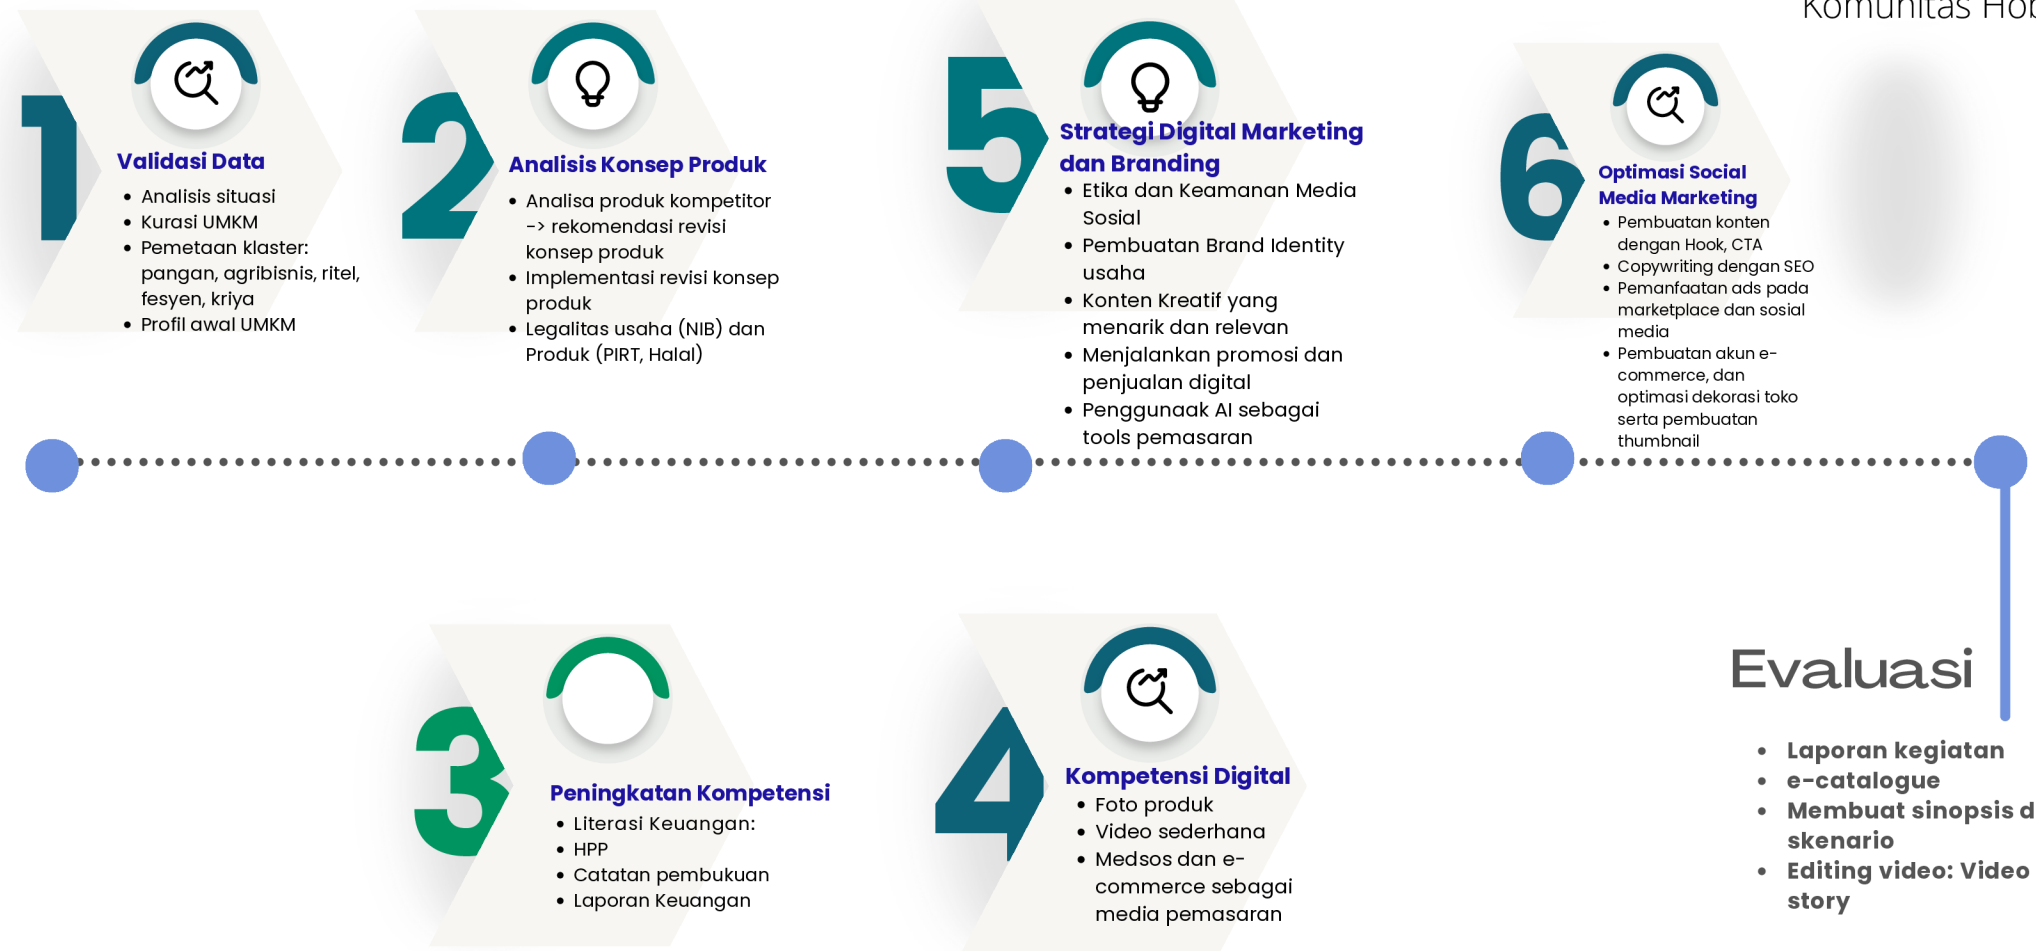 Komunitas Hob
1
Validasi Data
• Analisis situasi
• Kurasi UMKM
• Pemetaan klaster:
pangan, agribisnis, ritel,
fesyen, kriya
• Profil awal UMKM
2
Analisis Konsep Produk
• Analisa produk kompetitor
-> rekomendasi revisi
konsep produk
• Implementasi revisi konsep
produk
• Legalitas usaha (NIB) dan
Produk (PIRT, Halal)
5
Strategi Digital Marketing
dan Branding
• Etika dan Keamanan Media
Sosial
• Pembuatan Brand Identity
usaha
• Konten Kreatif yang
menarik dan relevan
• Menjalankan promosi dan
penjualan digital
• Penggunaak AI sebagai
tools pemasaran
6
Optimasi Social
Media Marketing
• Pembuatan konten
dengan Hook, CTA
• Copywriting dengan SEO
• Pemanfaatan ads pada
marketplace dan sosial
media
• Pembuatan akun e-
commerce, dan
optimasi dekorasi toko
serta pembuatan
thumbnail
3
Peningkatan Kompetensi
• Literasi Keuangan:
• HPP
• Catatan pembukuan
• Laporan Keuangan
4
Kompetensi Digital
• Foto produk
• Video sederhana
• Medsos dan e-
commerce sebagai
media pemasaran
Evaluasi
• Laporan kegiatan
• e-catalogue
• Membuat sinopsis d
skenario
• Editing video: Video
story